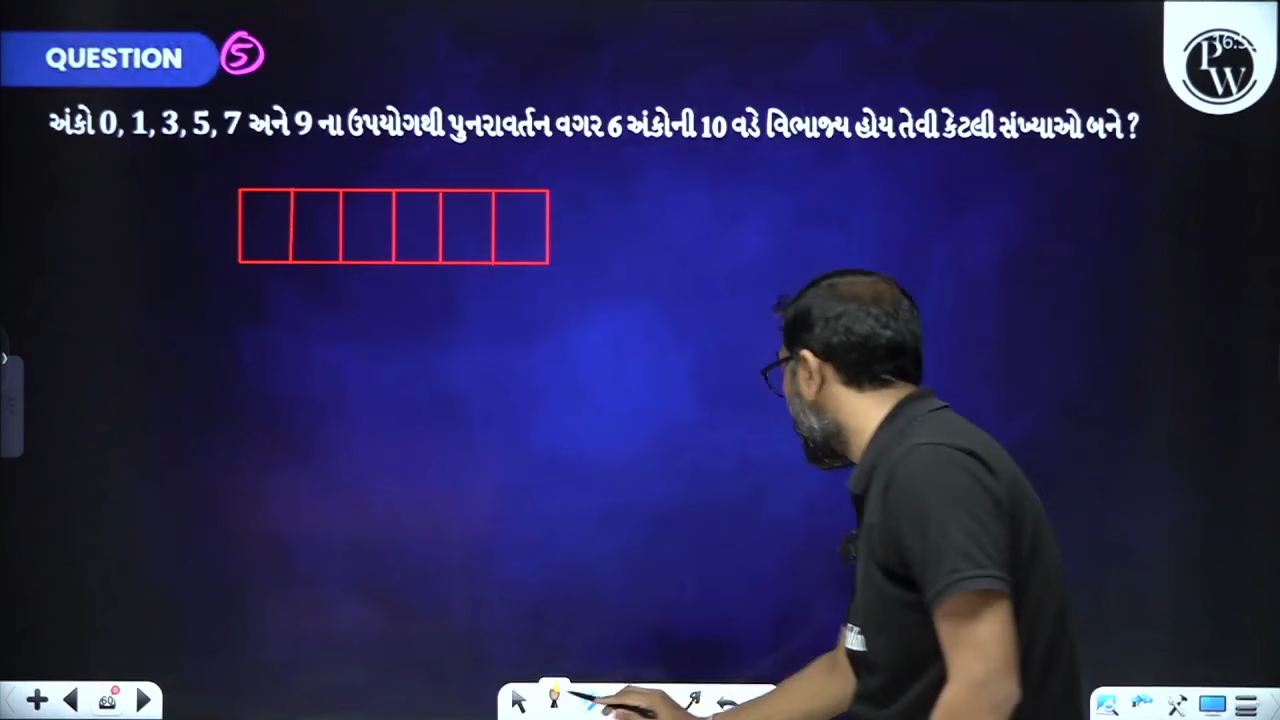 QUESTION 5
અંકો 0, 1, 3, 5, 7 અને 9 ના ઉપયોગથી પુનરાવર્તન વગર 6 અંકોની 10 વડે વિભાજ્ય હોય તેવી કેટલી સંખ્યાઓ બને ?
PW
60